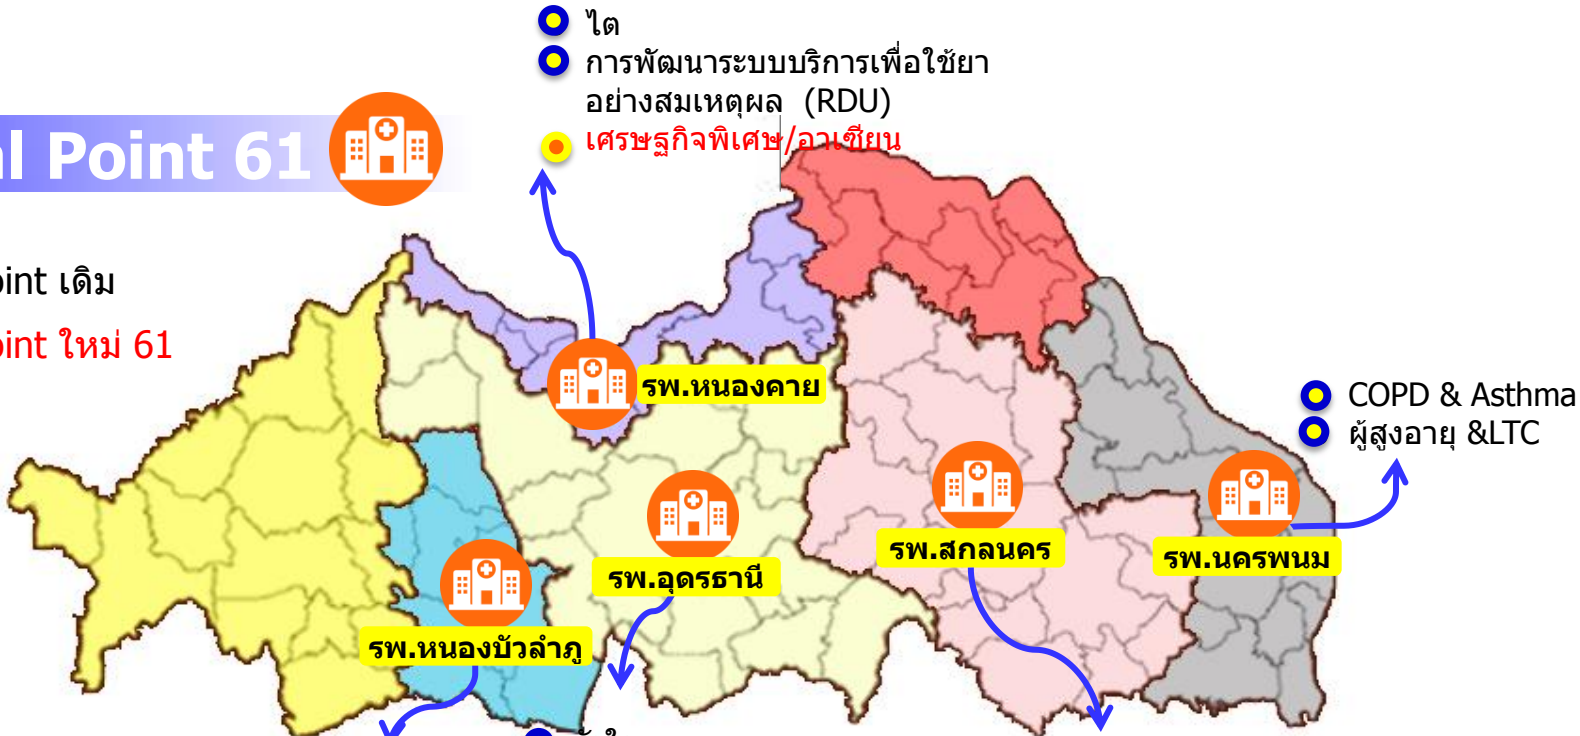 ไต
การพัฒนาระบบบริการเพื่อใช้ยา
อย่างสมเหตุผล (RDU)
เศรษฐกิจพิเศษ/อาเซียน
Point 61
เดิม
ใหม่ 61
รพ.หนองคาย
COPD & Asthma
ผู้สูงอายุ &LTC
รพ.สกลนคร
รพ.นครพนม
รพ.อุดรธานี
รพ.หนองบัวลำภู